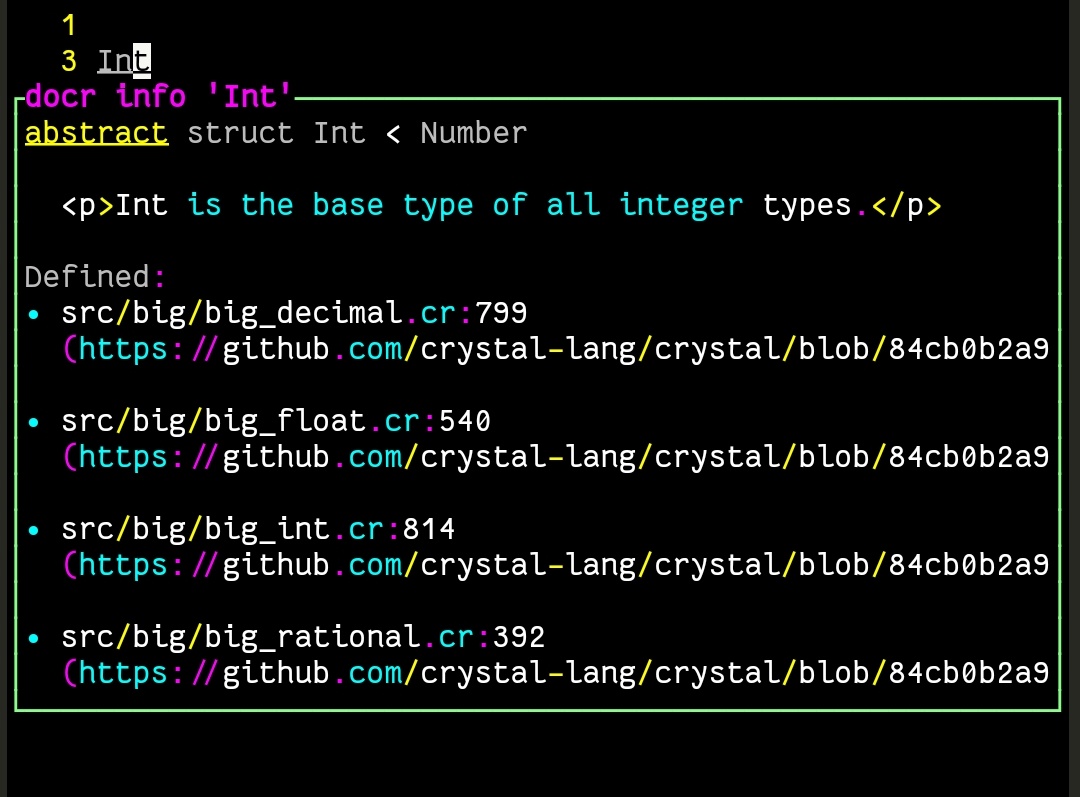 1
3 Int
docr info 'Int'
abstract struct Int < Number
<p>Int is the base type of all integer types.</p>
Defined:
• src/big/big_decimal.cr:799
(https://github.com/crystal-lang/crystal/blob/84cb0b2a9
• src/big/big_float.cr:540
(https://github.com/crystal-lang/crystal/blob/84cb0b2a9
• src/big/big_int.cr:814
(https://github.com/crystal-lang/crystal/blob/84cb0b2a9
• src/big/big_rational.cr:392
(https://github.com/crystal-lang/crystal/blob/84cb0b2a9